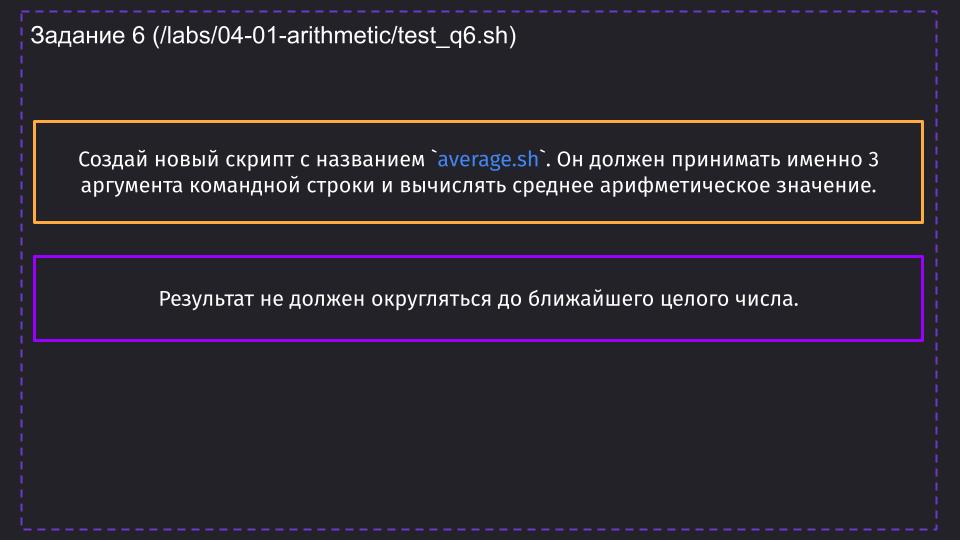 Задание 6 (/labs/04-01-arithmetic/test_q6.sh)
Создай новый скрипт с названием `average.sh`. Он должен принимать именно 3
аргумента командной строки и вычислять среднее арифметическое значение.
Результат не должен округляться до ближайшего целого числа.